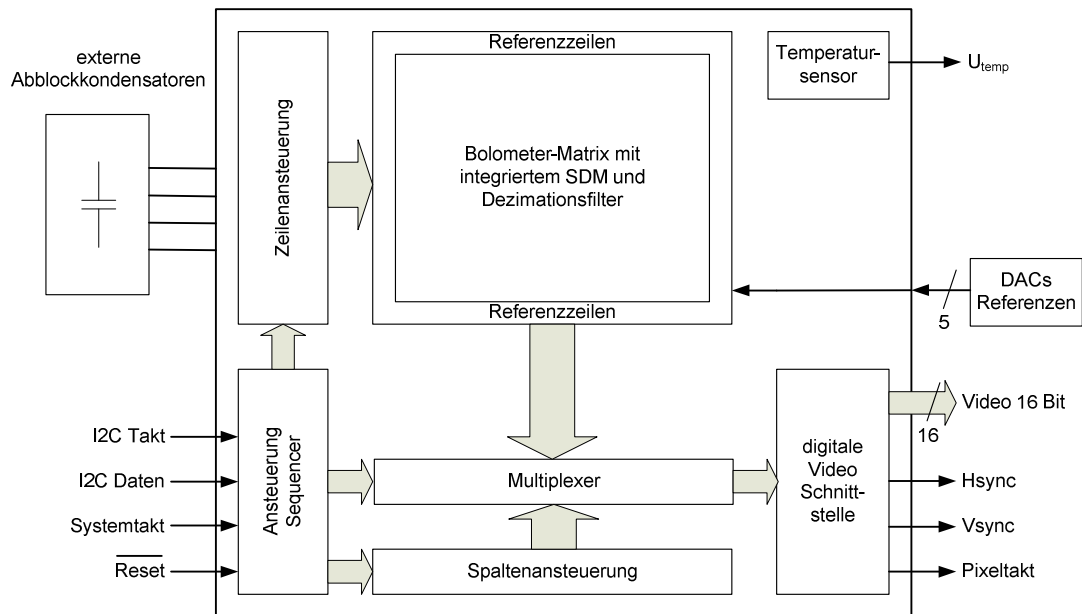 externe
Abblockkondensatoren
Zeilenansteuerung
Referenzzeilen
Bolometer-Matrix mit
integriertem SDM und
Dezimationsfilter
Referenzzeilen
Temperatur-
sensor
Utemp
DACs
Referenzen
5
I2C Takt
I2C Daten
Systemtakt
Reset
Ansteuerung
Sequencer
Multiplexer
Spaltenansteuerung
digitale
Video
Schnitt-
stelle
Video 16 Bit
16
Hsync
Vsync
Pixeltakt